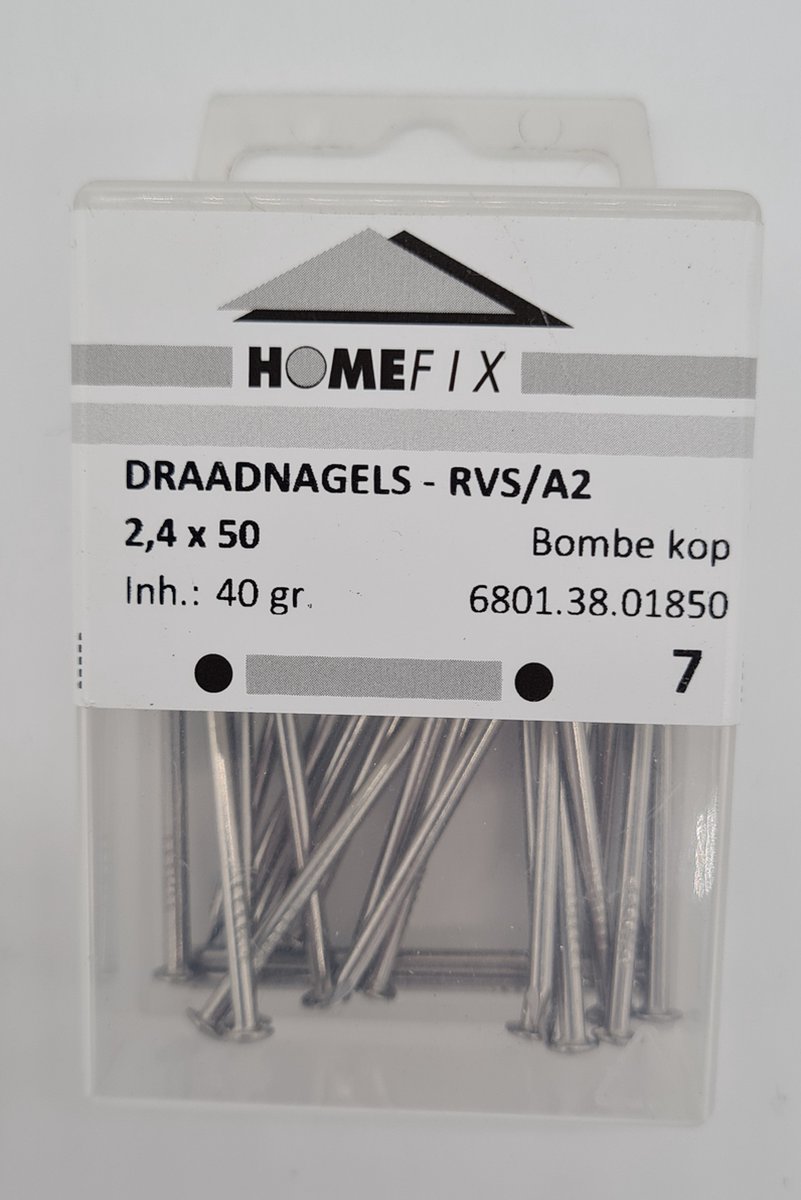 HOMEFIX
DRAADNAGELS - RVS/A2
2,4 x 50
Bombe kop
Inh.: 40 gr.
6801.38.01850
7